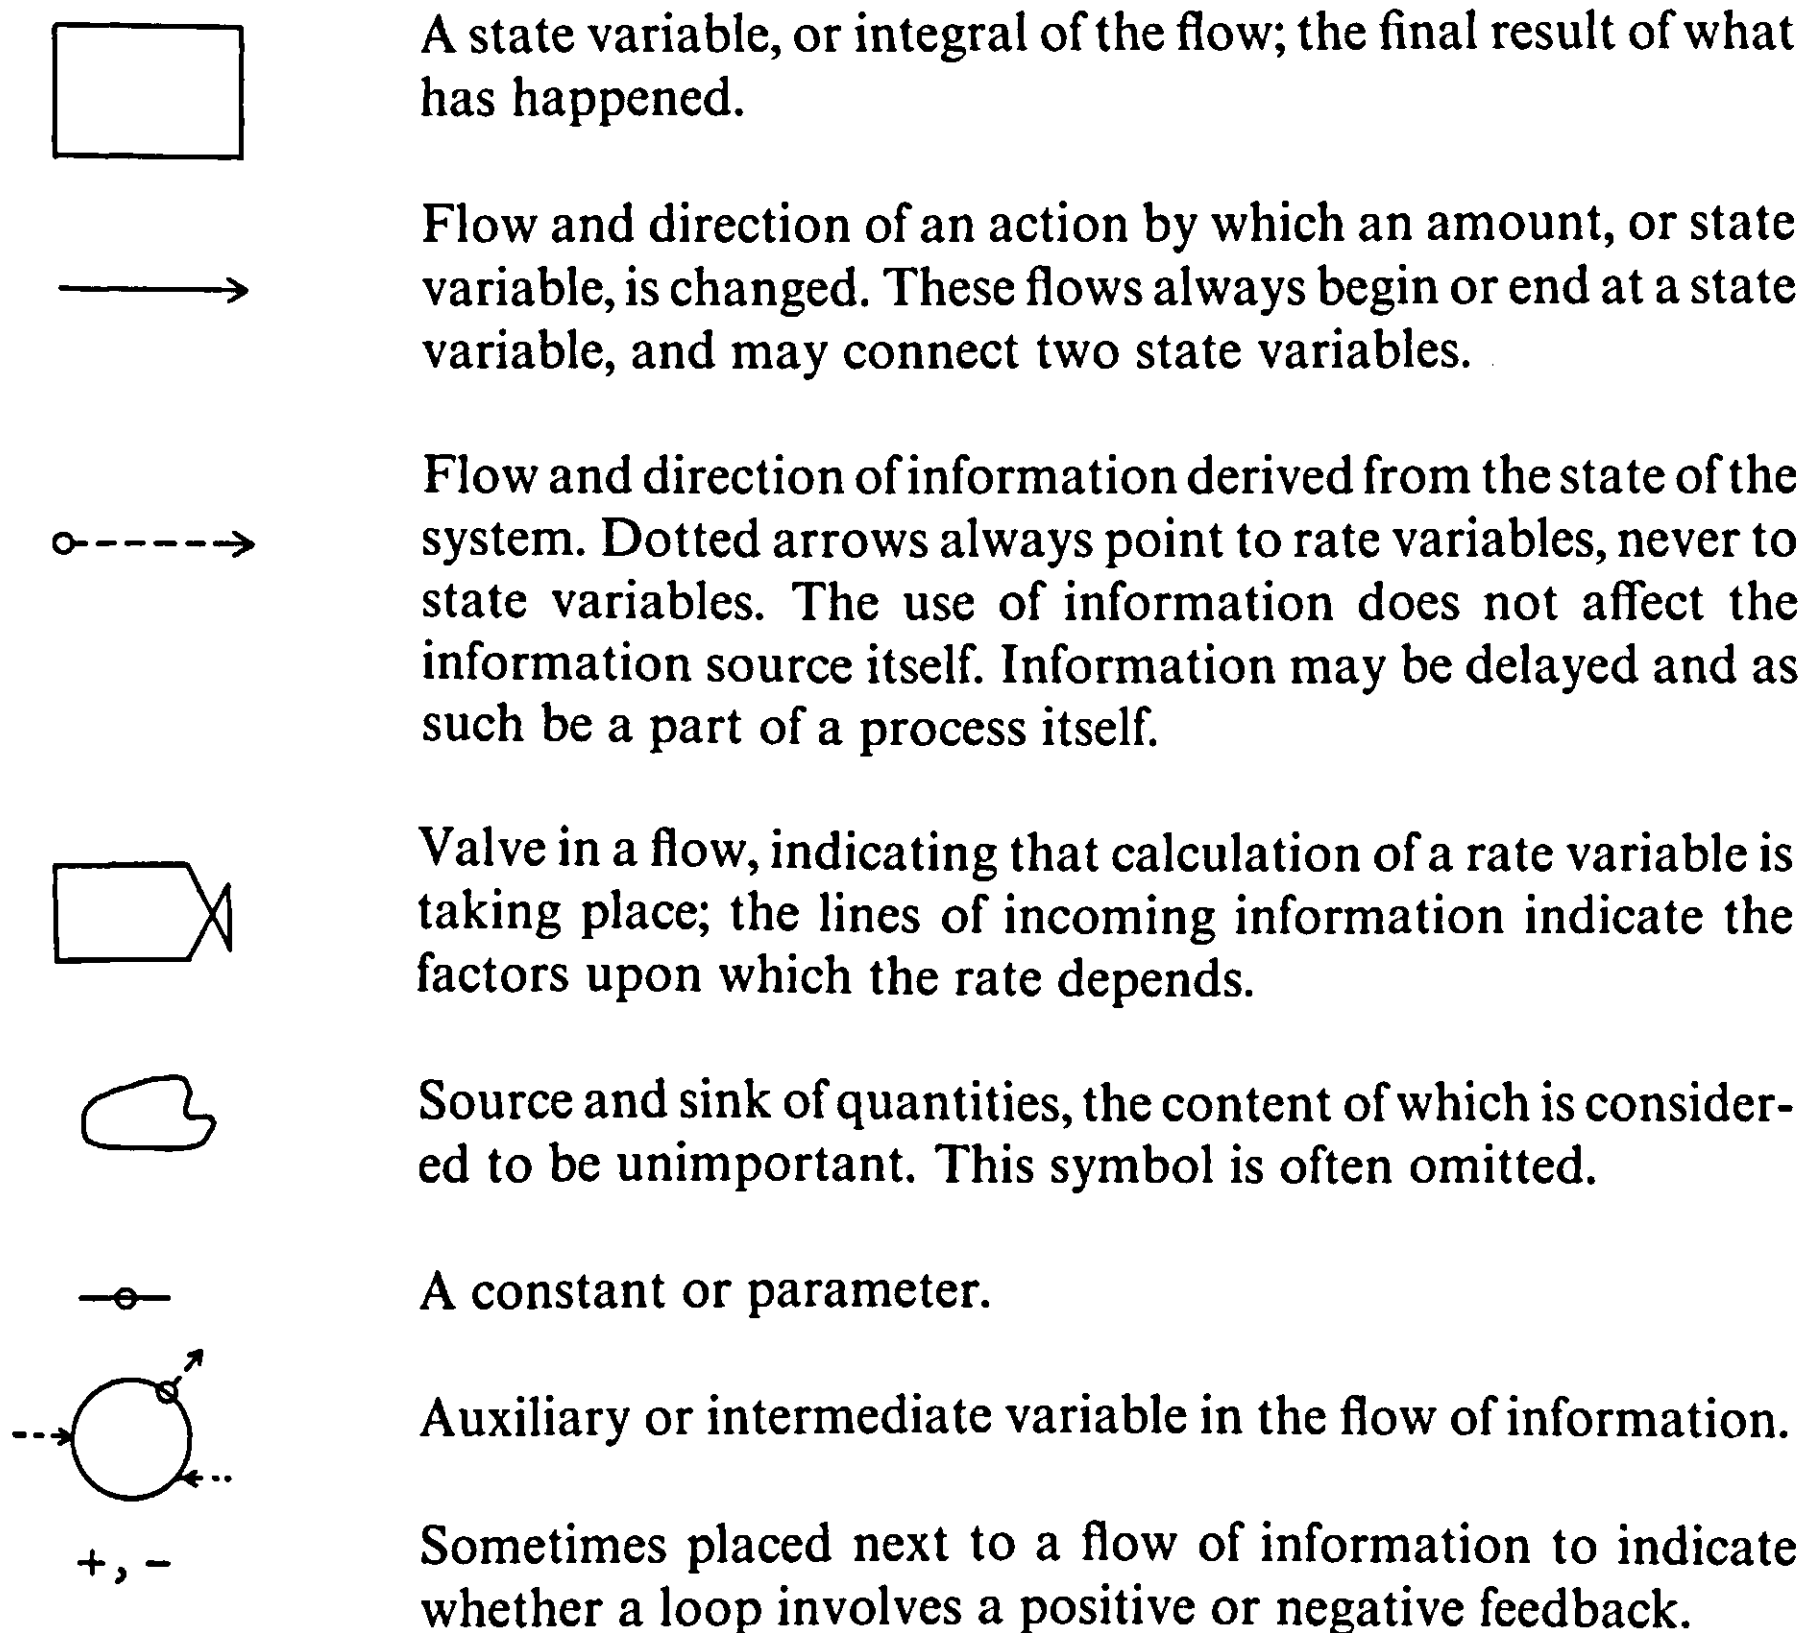 A state variable, or integral of the flow; the final result of what
has happened.
Flow and direction of an action by which an amount, or state
variable, is changed. These flows always begin or end at a state
variable, and may connect two state variables.
Flow and direction of information derived from the state of the
system. Dotted arrows always point to rate variables, never to
state variables. The use of information does not affect the
information source itself. Information may be delayed and as
such be a part of a process itself.
Valve in a flow, indicating that calculation of a rate variable is
taking place; the lines of incoming information indicate the
factors upon which the rate depends.
Source and sink of quantities, the content of which is consider-
ed to be unimportant. This symbol is often omitted.
A constant or parameter.
Auxiliary or intermediate variable in the flow of information.
+, - Sometimes placed next to a flow of information to indicate
whether a loop involves a positive or negative feedback.